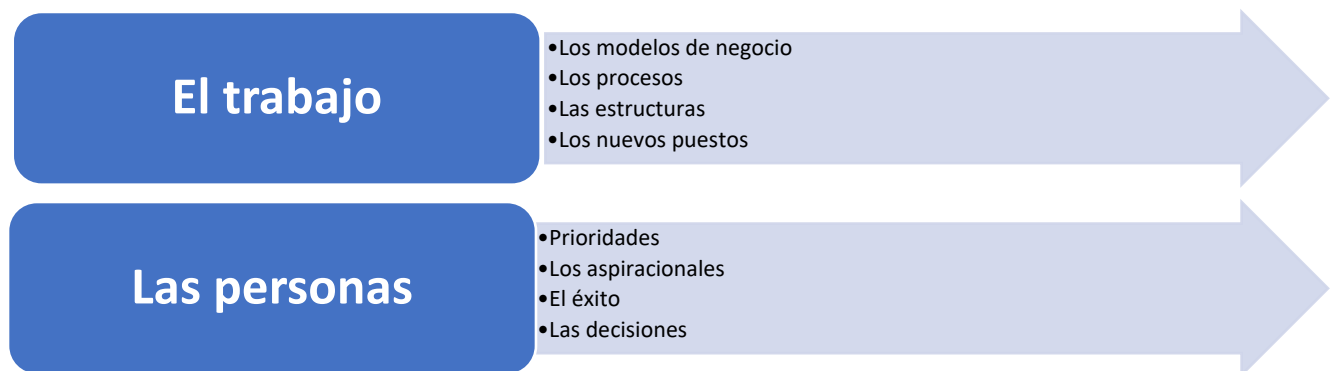 El trabajo
•Los modelos de negocio
•Los procesos
•Las estructuras
•Los nuevos puestos
Las personas
•Prioridades
•Los aspiracionales
•El éxito
•Las decisiones